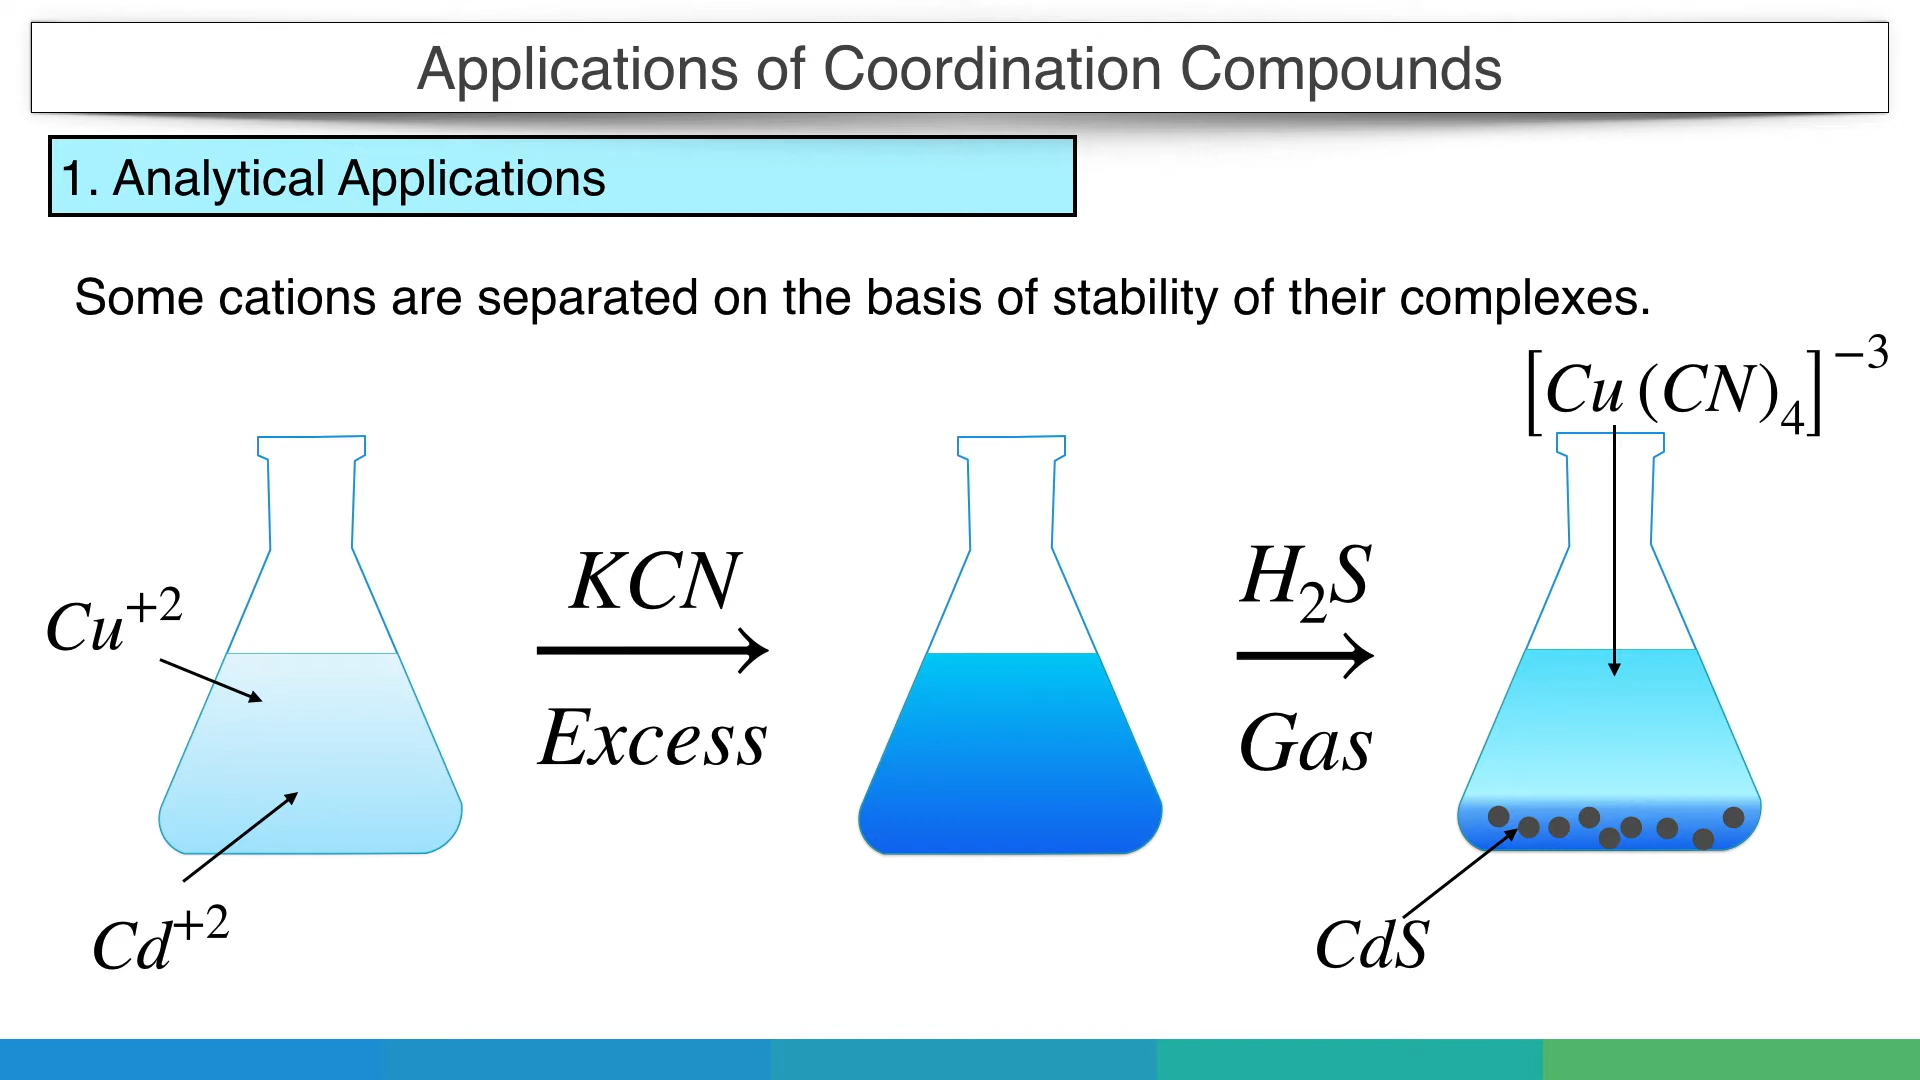 Applications of Coordination Compounds
1. Analytical Applications
Some cations are separated on the basis of stability of their complexes.
[Cu (CN)₄]⁻³
Cu⁺²
KCN
Excess
H₂S
Gas
Cd⁺²
CdS